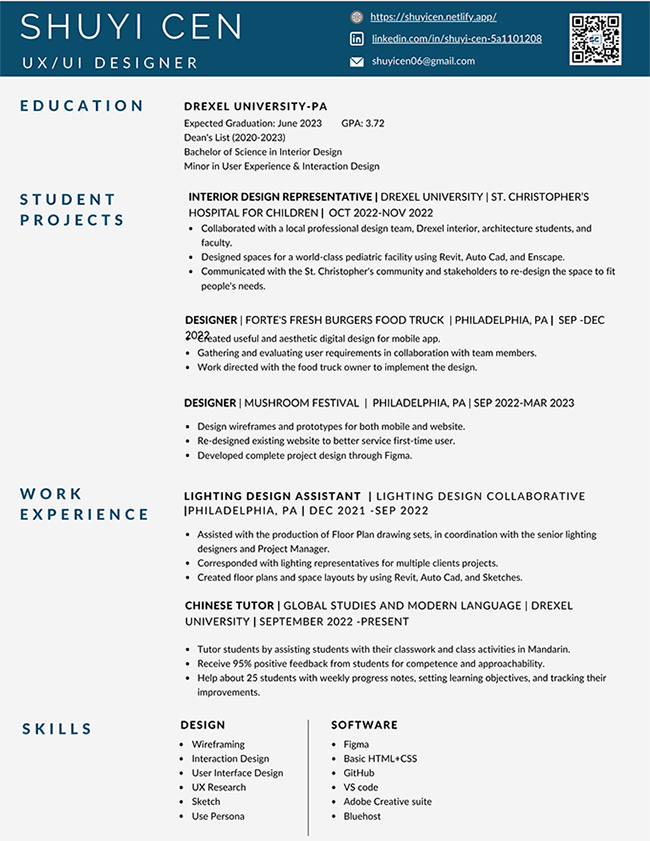 SHUYI CEN
UX/UI DESIGNER
https://shuyicen.netlify.app/
linkedin.com/in/shuyi-cen-5a1101208
shuyicen06@gmail.com
EDUCATION
DREXEL UNIVERSITY-PA
Expected Graduation: June 2023 GPA: 3.72
Dean's List (2020-2023)
Bachelor of Science in Interior Design
Minor in User Experience & Interaction Design
STUDENT
PROJECTS
INTERIOR DESIGN REPRESENTATIVE | DREXEL UNIVERSITY | ST. CHRISTOPHER'S
HOSPITAL FOR CHILDREN | OCT 2022-NOV 2022
• Collaborated with a local professional design team, Drexel interior, architecture students, and
faculty.
• Designed spaces for a world-class pediatric facility using Revit, Auto Cad, and Enscape.
• Communicated with the St. Christopher's community and stakeholders to re-design the space to fit
people's needs.
DESIGNER | FORTE'S FRESH BURGERS FOOD TRUCK | PHILADELPHIA, PA | SEP -DEC
2022
• Created useful and aesthetic digital design for mobile app.
• Gathering and evaluating user requirements in collaboration with team members.
• Work directed with the food truck owner to implement the design.
DESIGNER | MUSHROOM FESTIVAL | PHILADELPHIA, PA | SEP 2022-MAR 2023
• Design wireframes and prototypes for both mobile and website.
• Re-designed existing website to better service first-time user.
• Developed complete project design through Figma.
WORK
EXPERIENCE
LIGHTING DESIGN ASSISTANT | LIGHTING DESIGN COLLABORATIVE
|PHILADELPHIA, PA | DEC 2021 -SEP 2022
• Assisted with the production of Floor Plan drawing sets, in coordination with the senior lighting
designers and Project Manager.
• Corresponded with lighting representatives for multiple clients projects.
• Created floor plans and space layouts by using Revit, Auto Cad, and Sketches.
CHINESE TUTOR | GLOBAL STUDIES AND MODERN LANGUAGE | DREXEL
UNIVERSITY | SEPTEMBER 2022 -PRESENT
• Tutor students by assisting students with their classwork and class activities in Mandarin.
• Receive 95% positive feedback from students for competence and approachability.
• Help about 25 students with weekly progress notes, setting learning objectives, and tracking their
improvements.
SKILLS
DESIGN
• Wireframing
• Interaction Design
• User Interface Design
• UX Research
• Sketch
• Use Persona
SOFTWARE
• Figma
• Basic HTML+CSS
• GitHub
• VS code
• Adobe Creative suite
• Bluehost